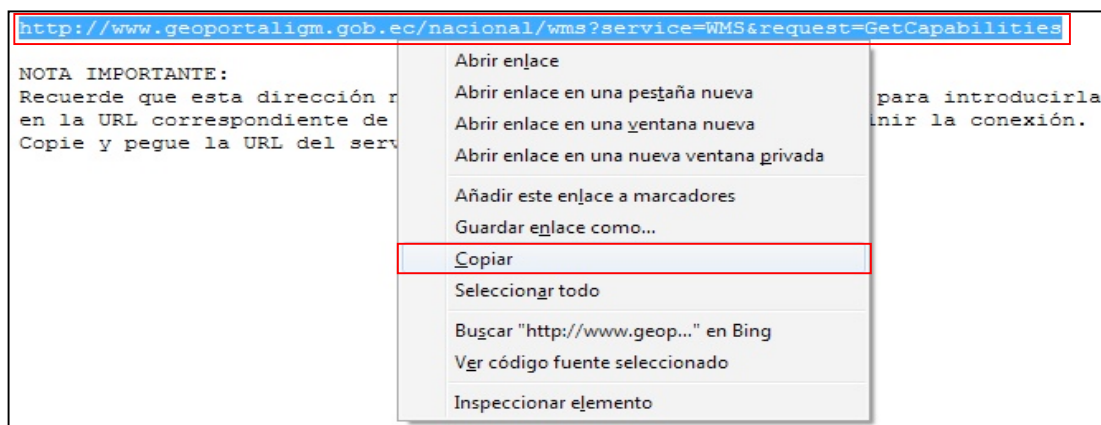 http://www.geoportaligm.gob.ec/nacional/wms?service=WMS&request=GetCapabilities
NOTA IMPORTANTE:
Recuerde que esta dirección para introducirla
en la URL correspondiente de inir la conexión.
Copie y pegue la URL del serv
Abrir enlace
Abrir enlace en una pestaña nueva
Abrir enlace en una ventana nueva
Abrir enlace en una nueva ventana privada
Añadir este enlace a marcadores
Guardar enlace como...
Copiar
Seleccionar todo
Buscar "http://www.geop..." en Bing
Ver código fuente seleccionado
Inspeccionar elemento